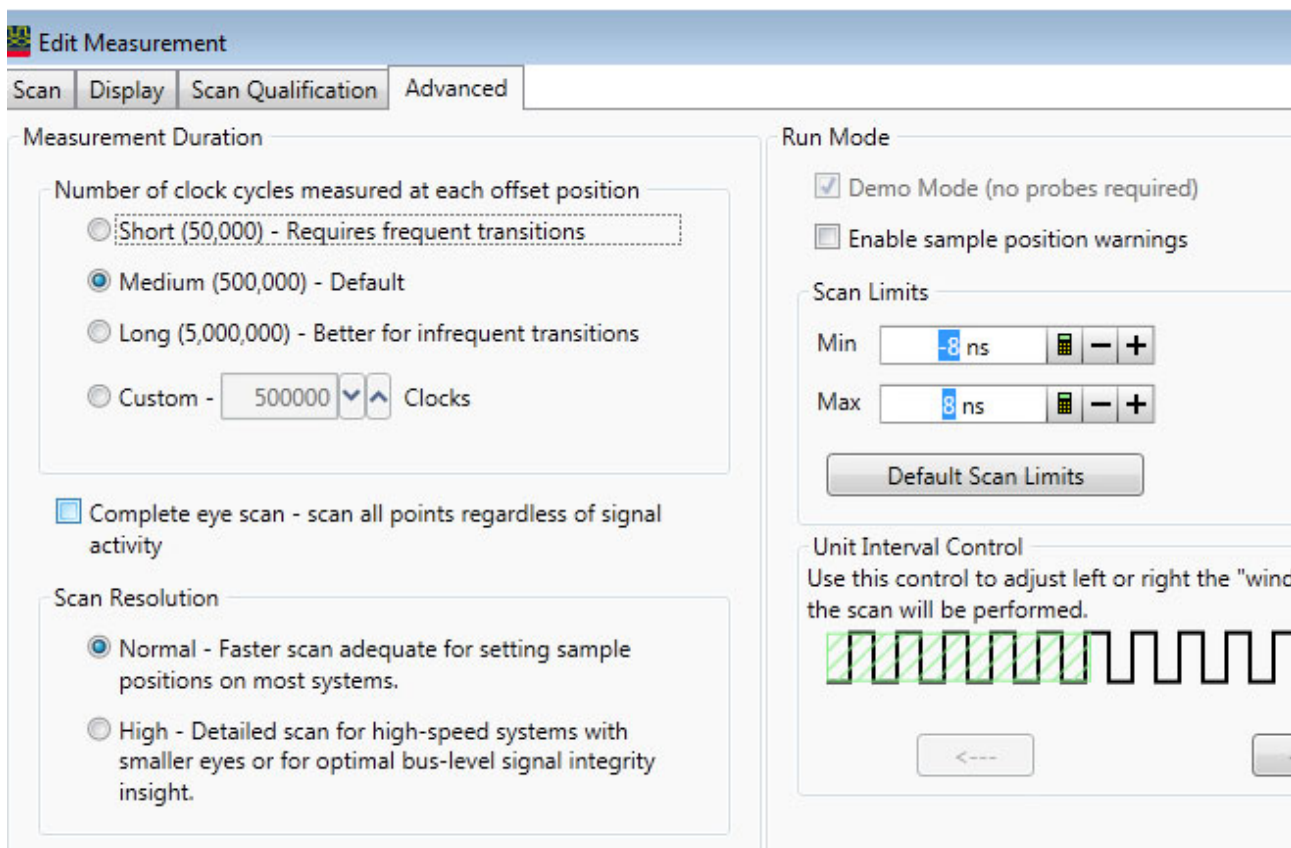 Edit Measurement
Scan
Display
Scan Qualification
Advanced
Measurement Duration
Number of clock cycles measured at each offset position
Short (50,000) - Requires frequent transitions
Medium (500,000) - Default
Long (5,000,000) - Better for infrequent transitions
Custom - 500000 Clocks
Complete eye scan - scan all points regardless of signal
activity
Scan Resolution
Normal - Faster scan adequate for setting sample
positions on most systems.
High - Detailed scan for high-speed systems with
smaller eyes or for optimal bus-level signal integrity
insight.
Run Mode
Demo Mode (no probes required)
Enable sample position warnings
Scan Limits
Min -8 ns
Max 8 ns
Default Scan Limits
Unit Interval Control
Use this control to adjust left or right the
the scan will be performed.
<---